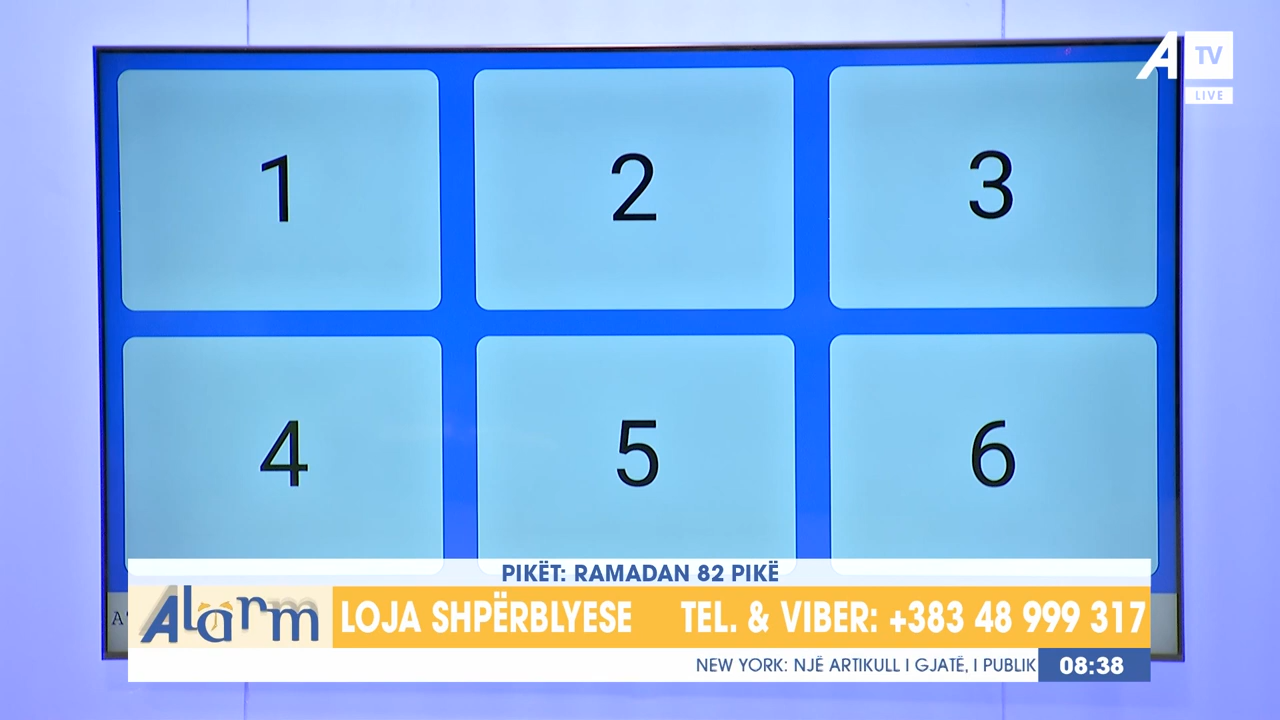 A TV
LIVE
1 2 3
4 5 6
PIKËT: RAMADAN 82 PIKË
Alarm LOJA SHPËRBLYESE TEL. & VIBER: +383 48 999 317
NEW YORK: NJË ARTIKULL I GJATË, I PUBLIK 08:38